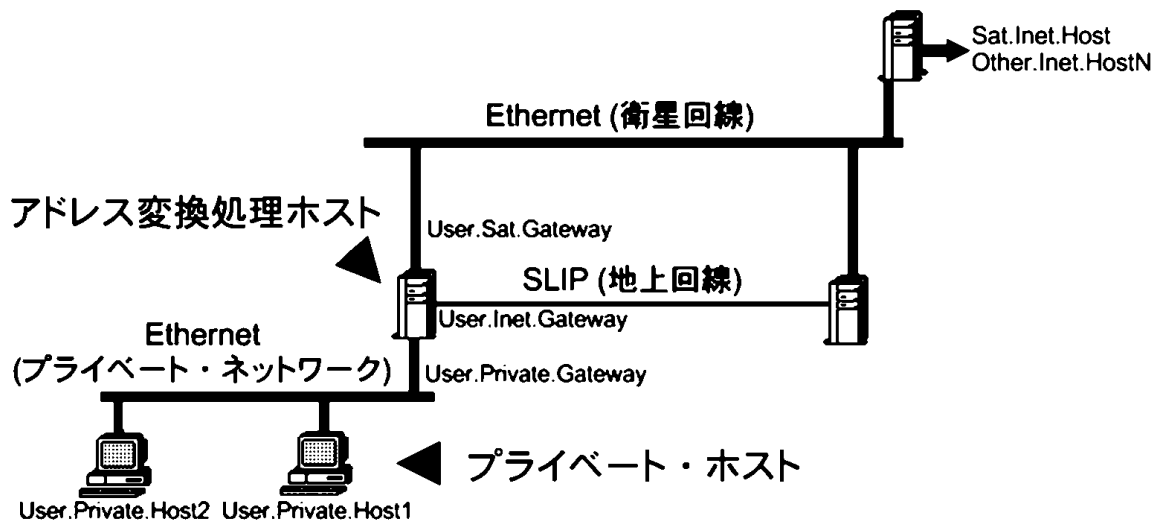 Sat.Inet.Host
Other.Inet.HostN
Ethernet (衛星回線)
アドレス変換処理ホスト
User.Sat.Gateway
SLIP (地上回線)
User.Inet.Gateway
Ethernet
(プライベート・ネットワーク)
User.Private.Gateway
プライベート・ホスト
User.Private.Host2
User.Private.Host1